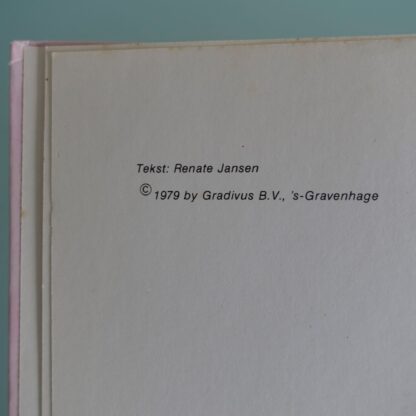 Tekst: Renate Jansen
© 1979 by Gradivus B.V., 's-Gravenhage